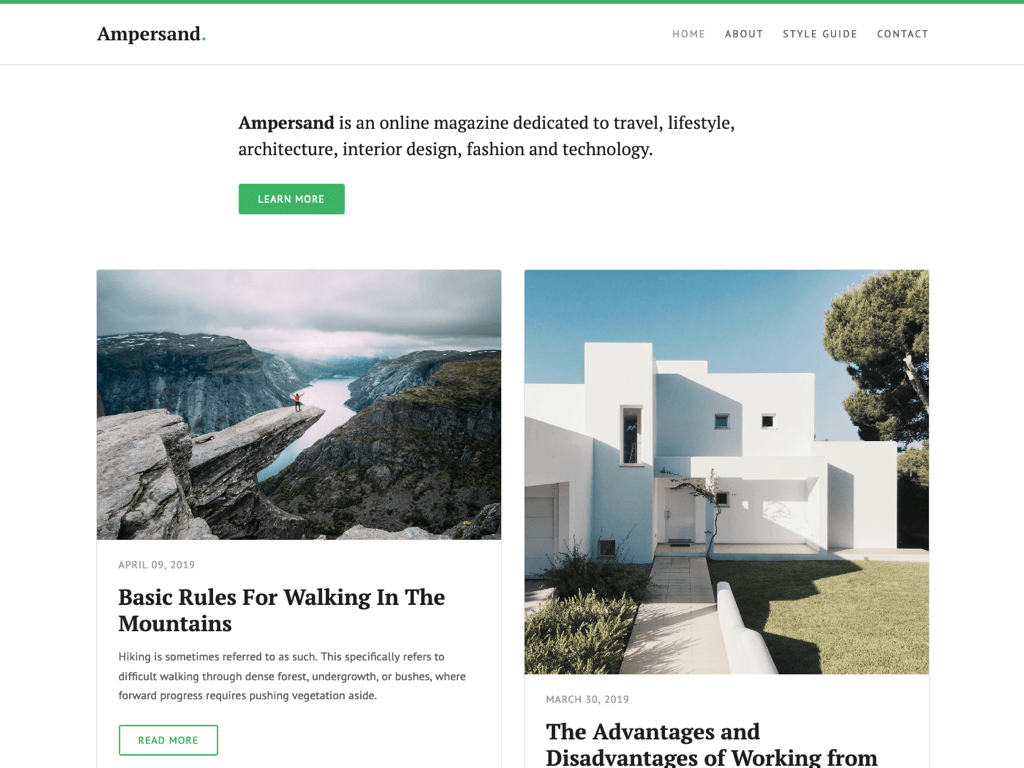 Ampersand.
HOME ABOUT STYLE GUIDE CONTACT
Ampersand is an online magazine dedicated to travel, lifestyle,
architecture, interior design, fashion and technology.
LEARN MORE
APRIL 09, 2019
Basic Rules For Walking In The
Mountains
Hiking is sometimes referred to as such. This specifically refers to
difficult walking through dense forest, undergrowth, or bushes, where
forward progress requires pushing vegetation aside.
READ MORE
MARCH 30, 2019
The Advantages and
Disadvantages of Working from